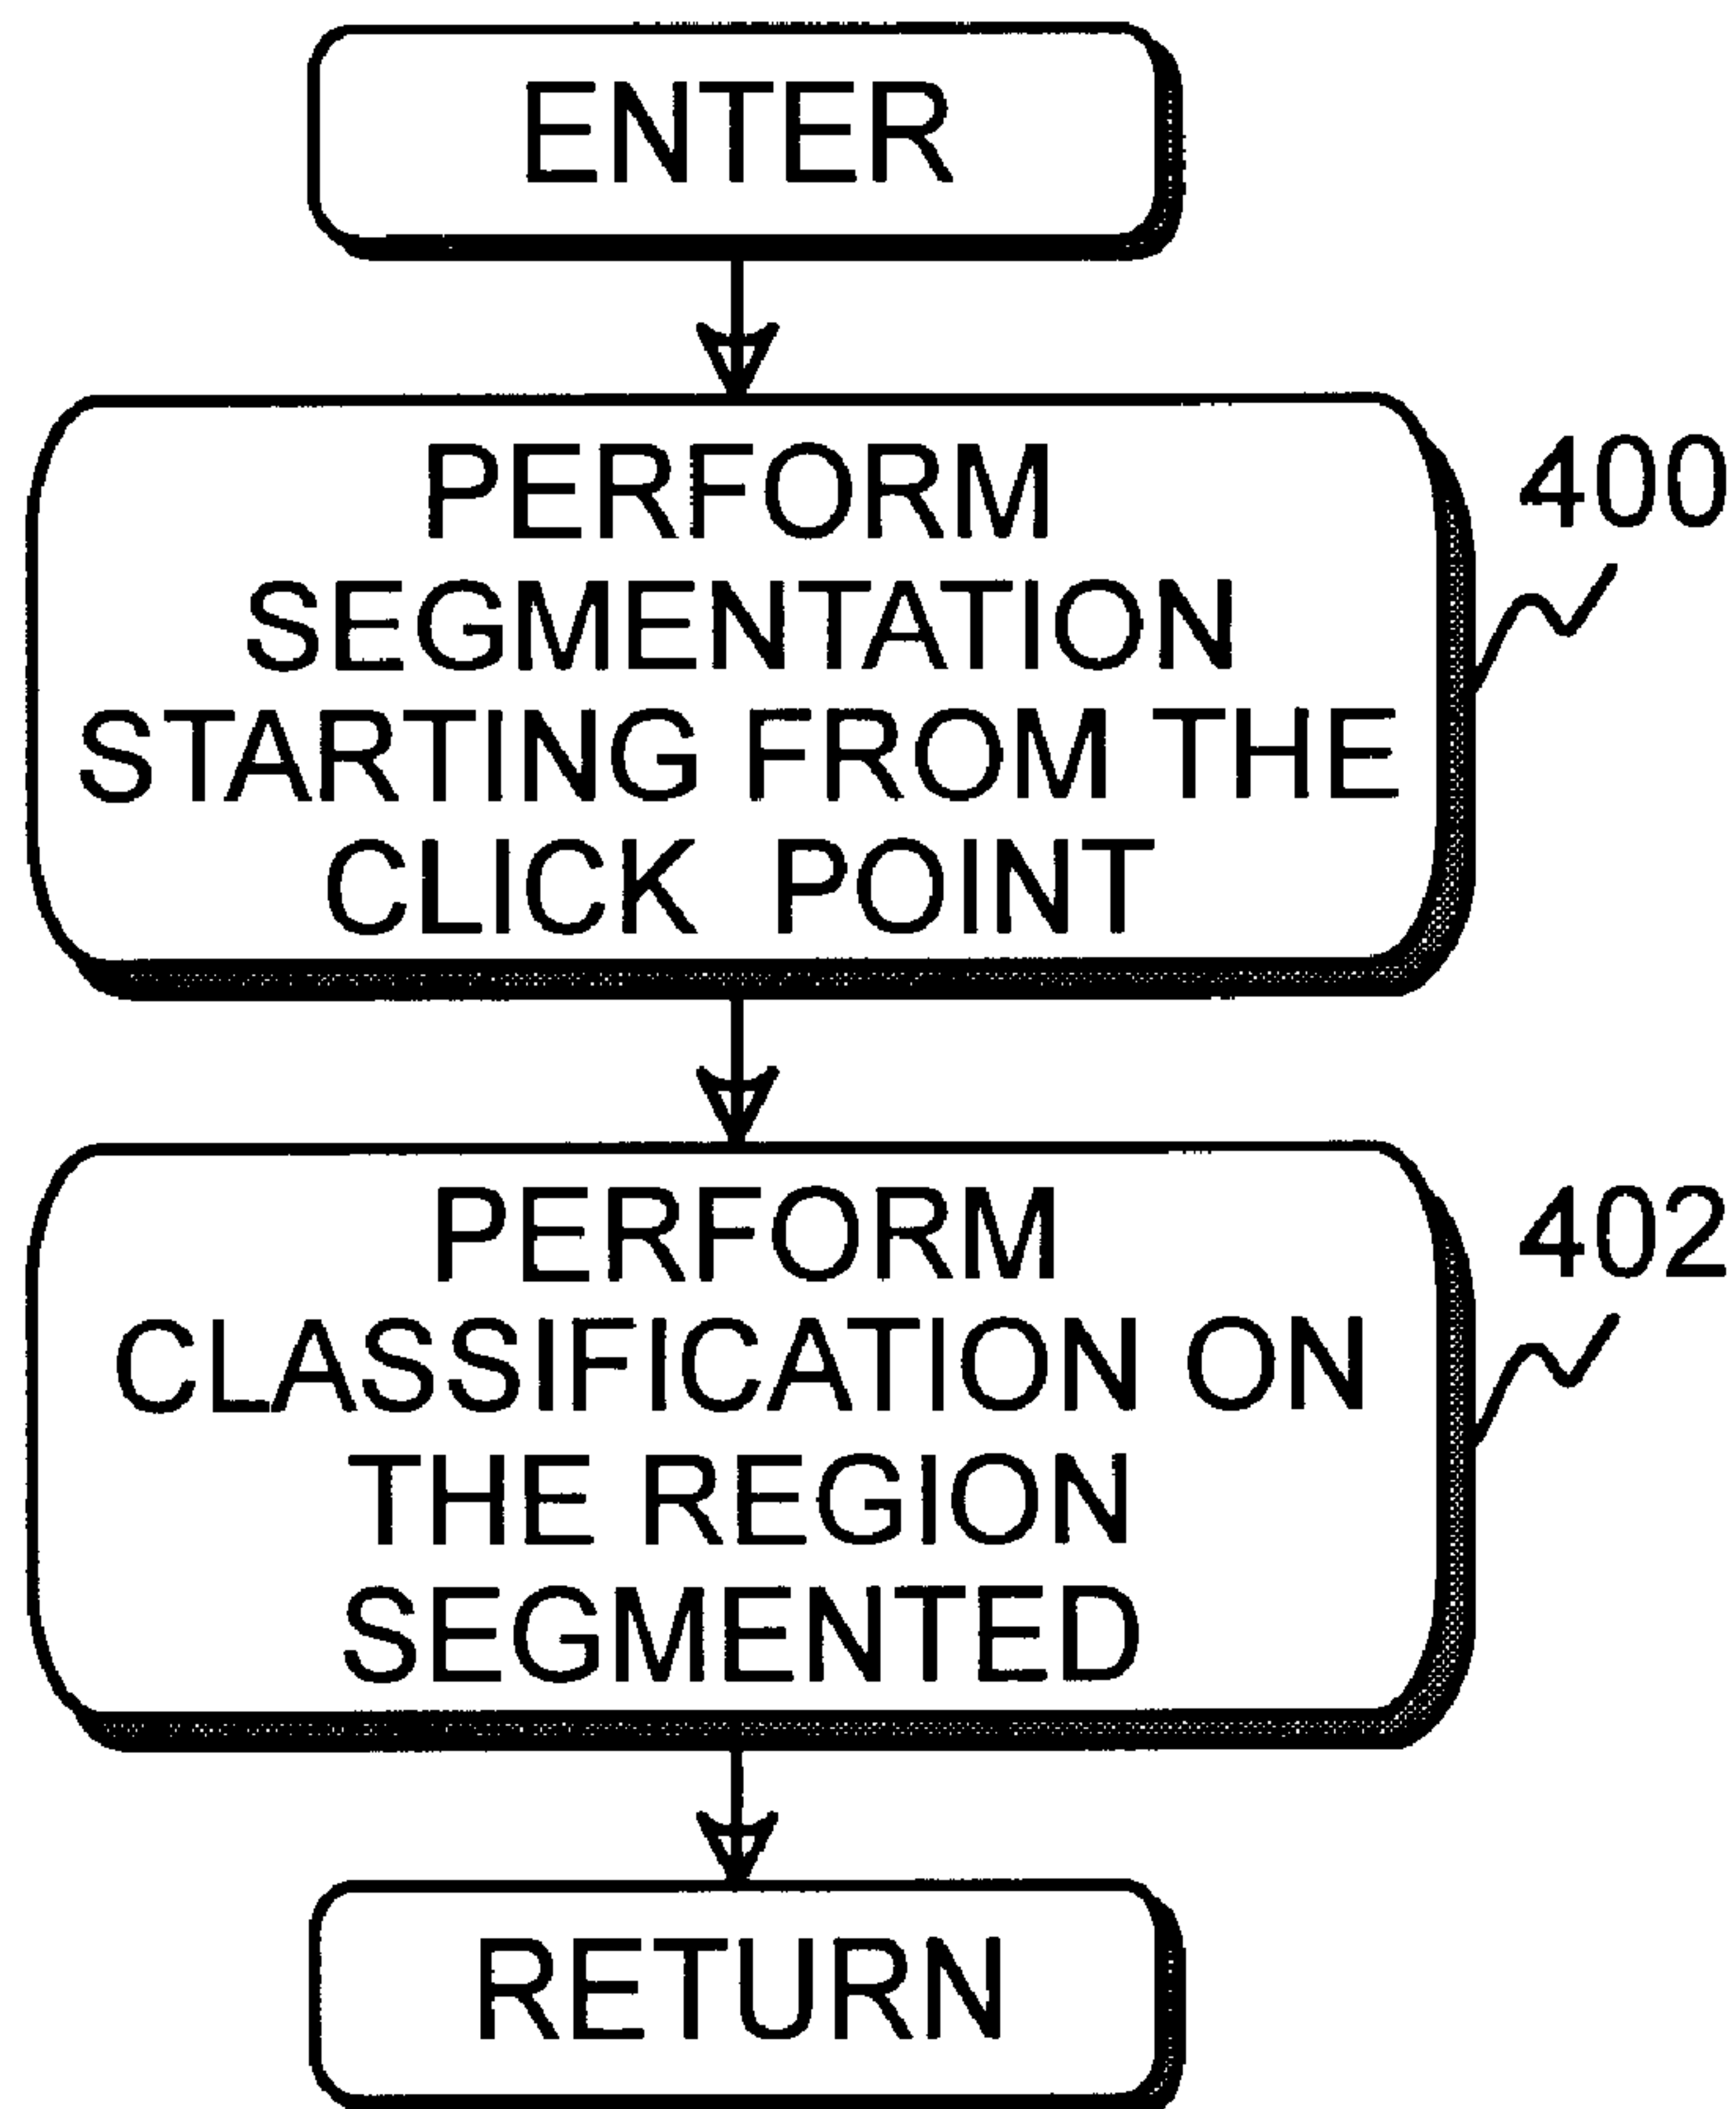 ENTER
PERFORM
SEGMENTATION
STARTING FROM THE
CLICK POINT
400
PERFORM
CLASSIFICATION ON
THE REGION
SEGMENTED
402
RETURN